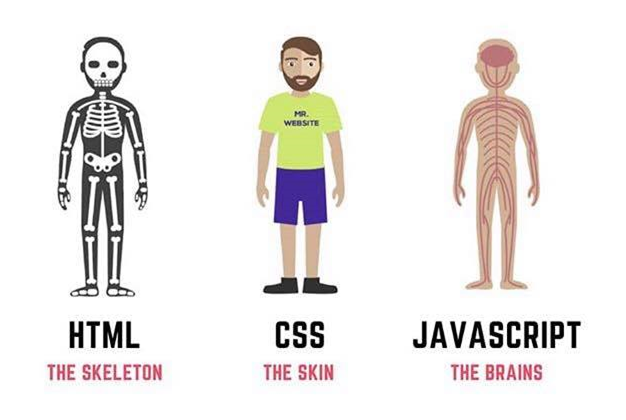 MR.
WEBSITE
HTML
THE SKELETON
CSS
THE SKIN
JAVASCRIPT
THE BRAINS